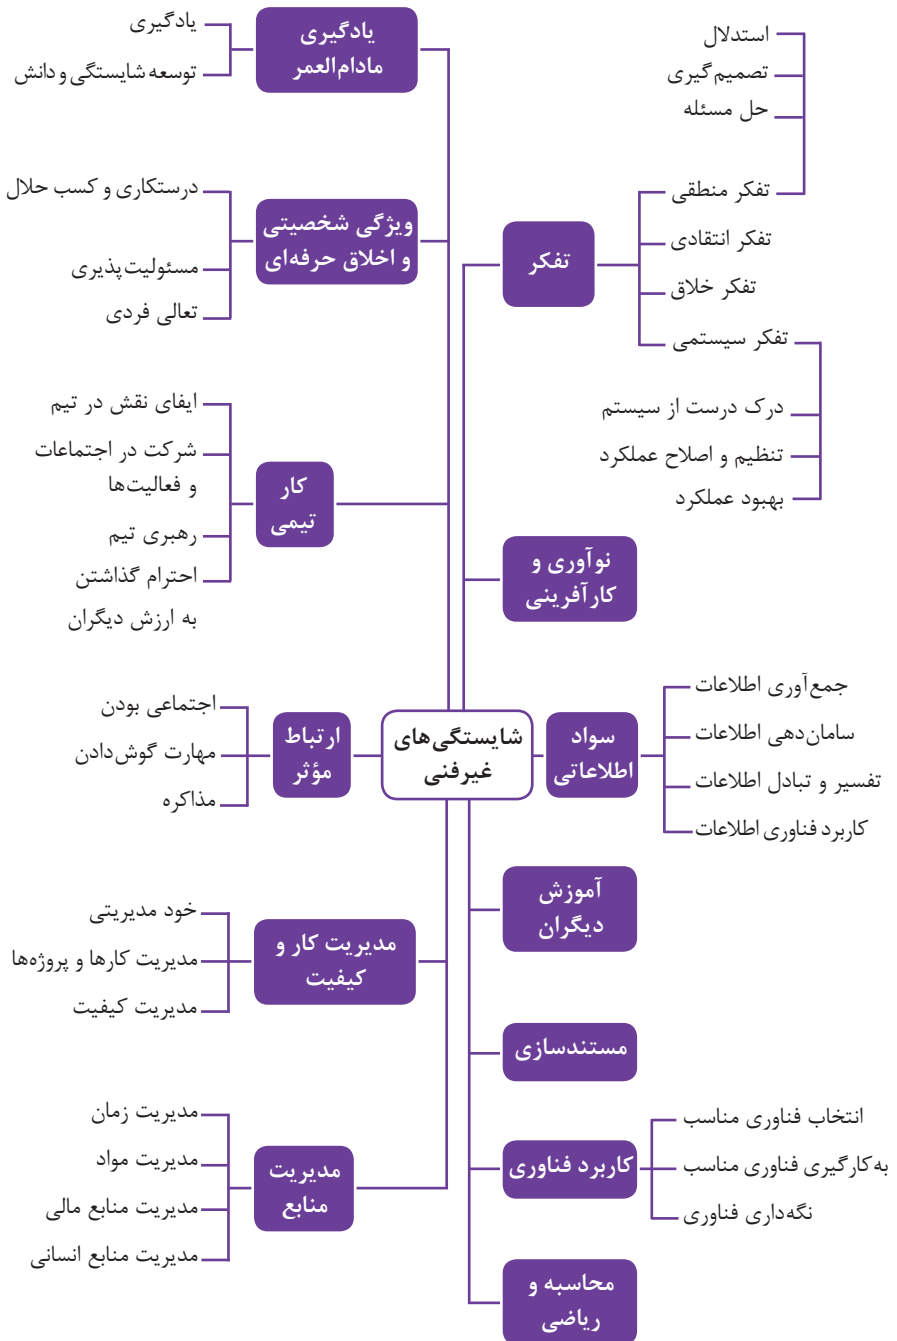 شایستگی‌های
غیرفنی
تفکر
تفکر منطقی
استدلال
تصمیم‌گیری
حل مسئله
تفکر انتقادی
تفکر خلاق
تفکر سیستمی
درک درست از سیستم
تنظیم و اصلاح عملکرد
بهبود عملکرد
نوآوری و
کارآفرینی
سواد
اطلاعاتی
جمع‌آوری اطلاعات
سامان‌دهی اطلاعات
تفسیر و تبادل اطلاعات
کاربرد فناوری اطلاعات
آموزش
دیگران
مستندسازی
کاربرد فناوری
انتخاب فناوری مناسب
به‌کارگیری فناوری مناسب
نگه‌داری فناوری
محاسبه و
ریاضی
یادگیری
مادام‌العمر
یادگیری
توسعه شایستگی و دانش
ویژگی شخصیتی
و اخلاق حرفه‌ای
درستکاری و کسب حلال
مسئولیت‌پذیری
تعالی فردی
کار
تیمی
ایفای نقش در تیم
شرکت در اجتماعات
و فعالیت‌ها
رهبری تیم
احترام گذاشتن
به ارزش دیگران
ارتباط
مؤثر
اجتماعی بودن
مهارت گوش‌دادن
مذاکره
مدیریت کار و
کیفیت
خود مدیریتی
مدیریت کارها و پروژه‌ها
مدیریت کیفیت
مدیریت
منابع
مدیریت زمان
مدیریت مواد
مدیریت منابع مالی
مدیریت منابع انسانی